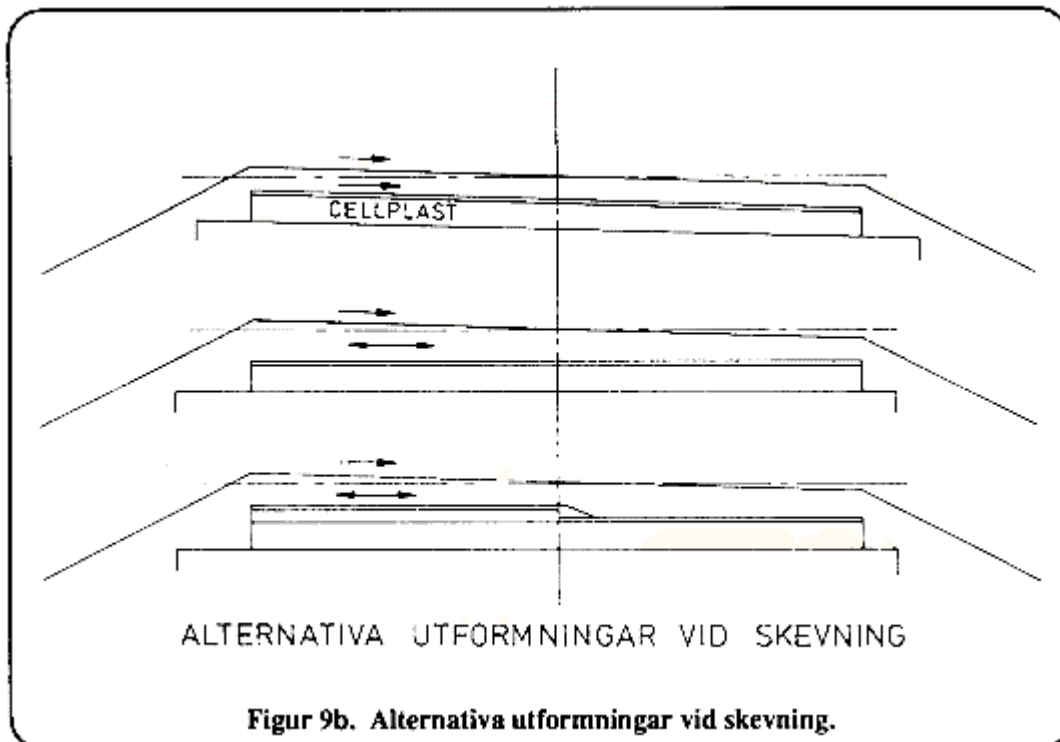 CELLPLAST
ALTERNATIVA UTFORMNINGAR VID SKEVNING
Figur 9b. Alternativa utformningar vid skevning.